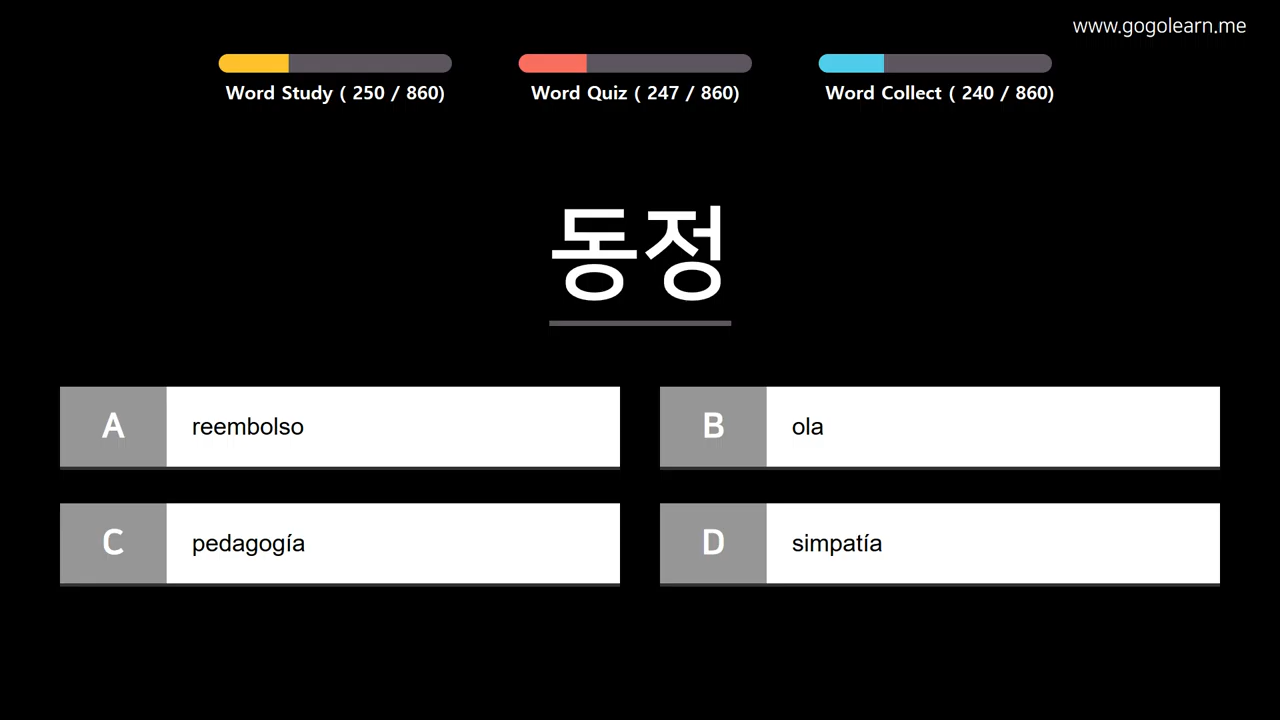 www.gogolearn.me
Word Study ( 250 / 860)
Word Quiz ( 247 / 860)
Word Collect ( 240 / 860)
동정
A reembolso
B ola
C pedagogía
D simpatía